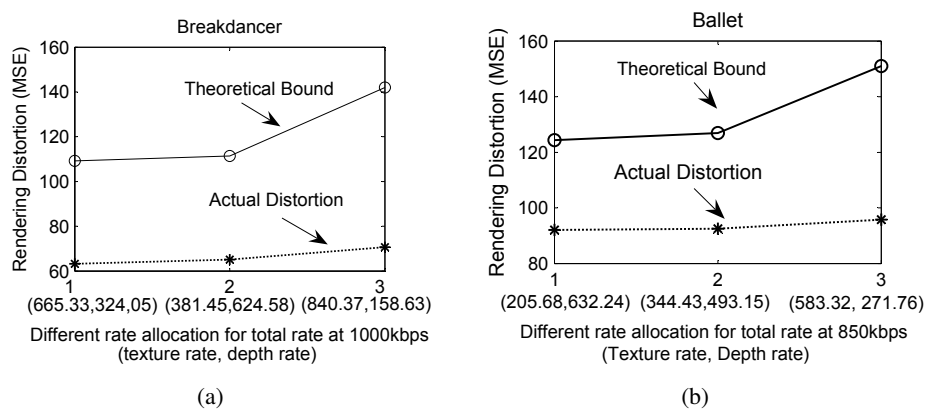 Breakdancer
Rendering Distortion (MSE)
160
140
120
100
80
60
Theoretical Bound
Actual Distortion
1
2
3
(665.33,324,05)
(381.45,624.58)
(840.37,158.63)
Different rate allocation for total rate at 1000kbps
(texture rate, depth rate)
(a)
Ballet
Rendering Distortion (MSE)
160
140
120
100
80
Theoretical Bound
Actual Distortion
1
2
3
(205.68,632.24)
(344.43,493.15)
(583.32, 271.76)
Different rate allocation for total rate at 850kbps
(Texture rate, Depth rate)
(b)